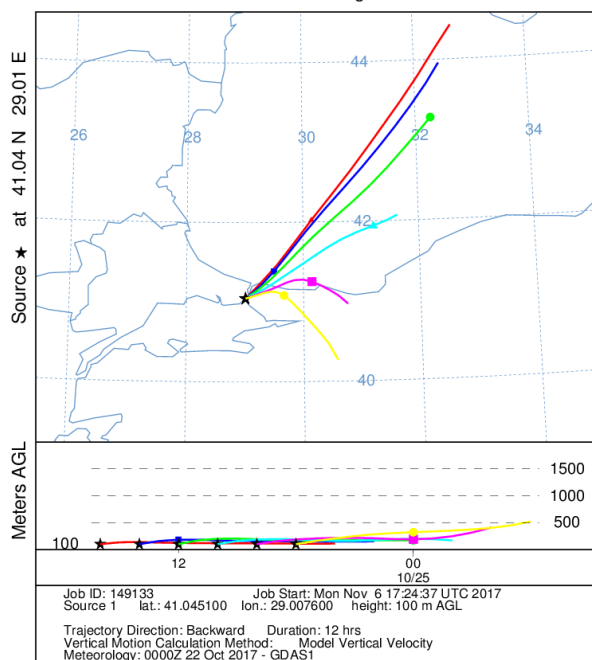 Source ★ at 41.04 N 29.01 E
44
26
28
30
32
34
42
40
Meters AGL
1500
1000
500
100
12
00
10/25
Job ID: 149133 Job Start: Mon Nov 6 17:24:37 UTC 2017
Source 1 lat.: 41.045100 lon.: 29.007600 height: 100 m AGL
Trajectory Direction: Backward Duration: 12 hrs
Vertical Motion Calculation Method: Model Vertical Velocity
Meteorology: 0000Z 22 Oct 2017 - GDAS1